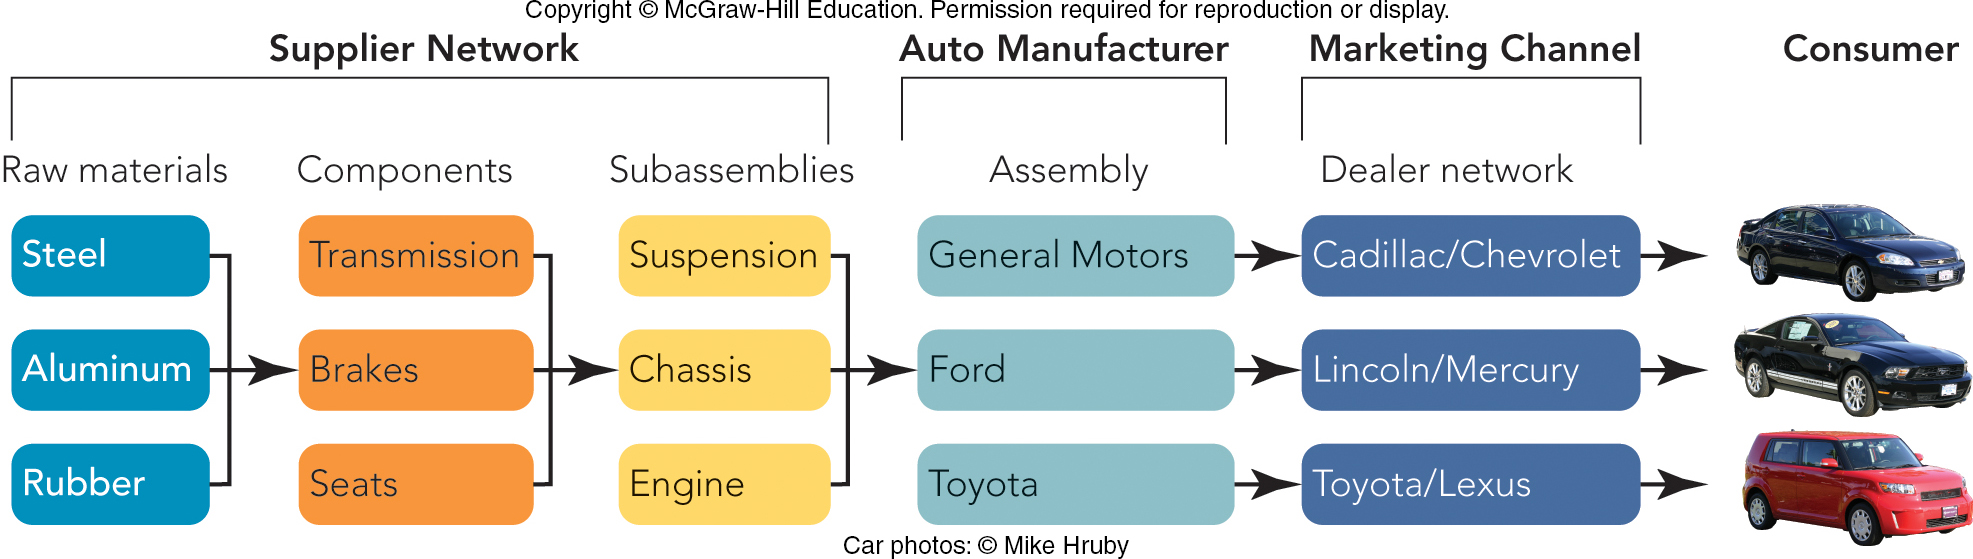 Copyright © McGraw-Hill Education. Permission required for reproduction or display.
Supplier Network
Auto Manufacturer
Marketing Channel
Consumer
Raw materials
Components
Subassemblies
Assembly
Dealer network
Steel
Transmission
Suspension
General Motors
Cadillac/Chevrolet
Aluminum
Brakes
Chassis
Ford
Lincoln/Mercury
Rubber
Seats
Engine
Toyota
Toyota/Lexus
Car photos: © Mike Hruby